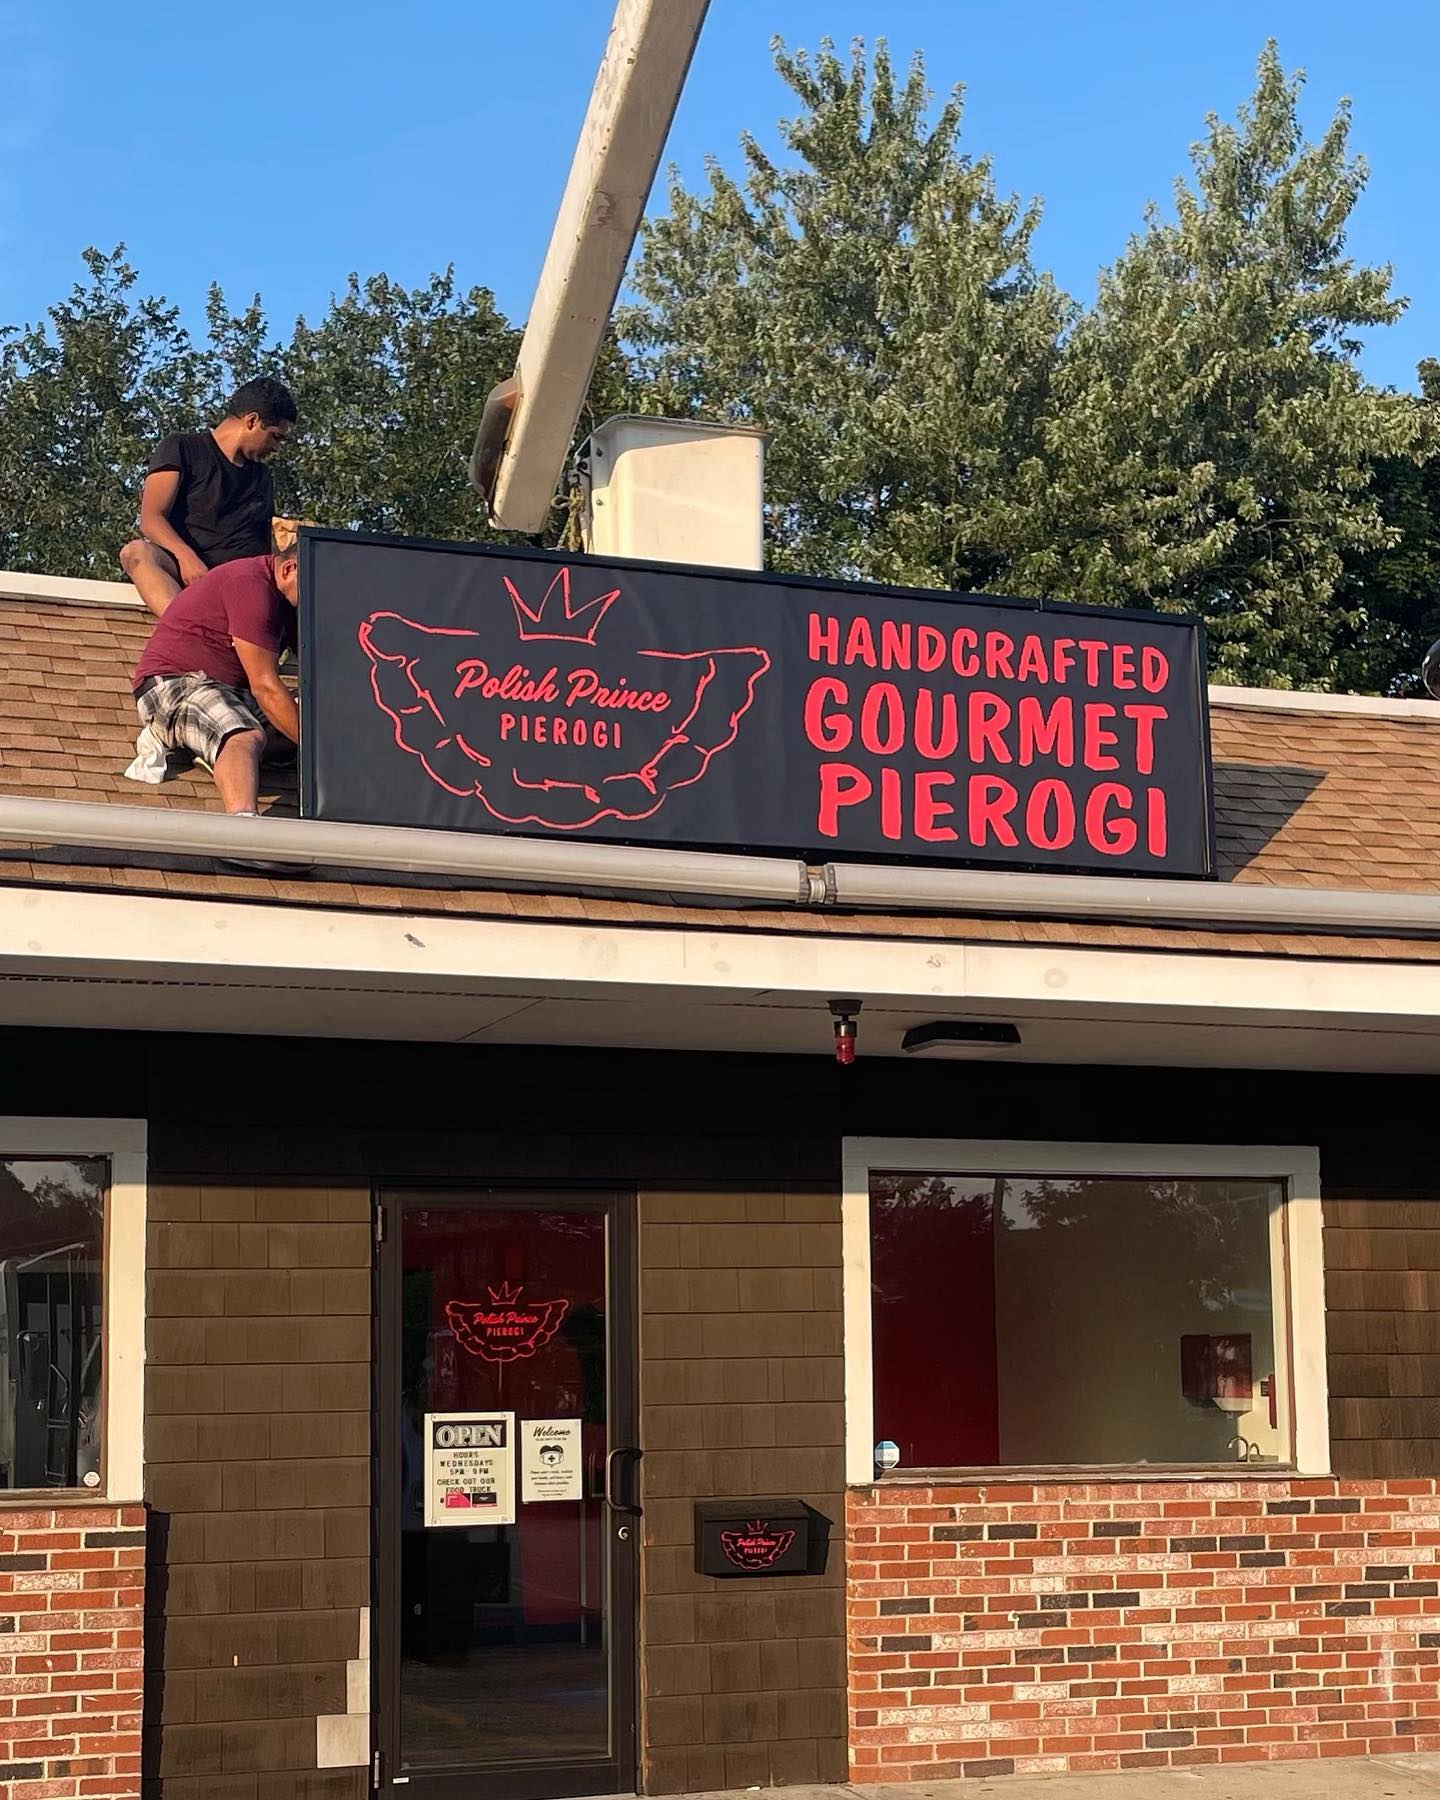 Polish Prince
PIEROGI
HANDCRAFTED
GOURMET
PIEROGI
Polish Prince
PIEROGI
OPEN
HOURS
WEDNESDAYS
5PM - 9PM
CHECK OUT OUR
FOOD TRUCK
Welcome
Polish Prince
PIEROGI